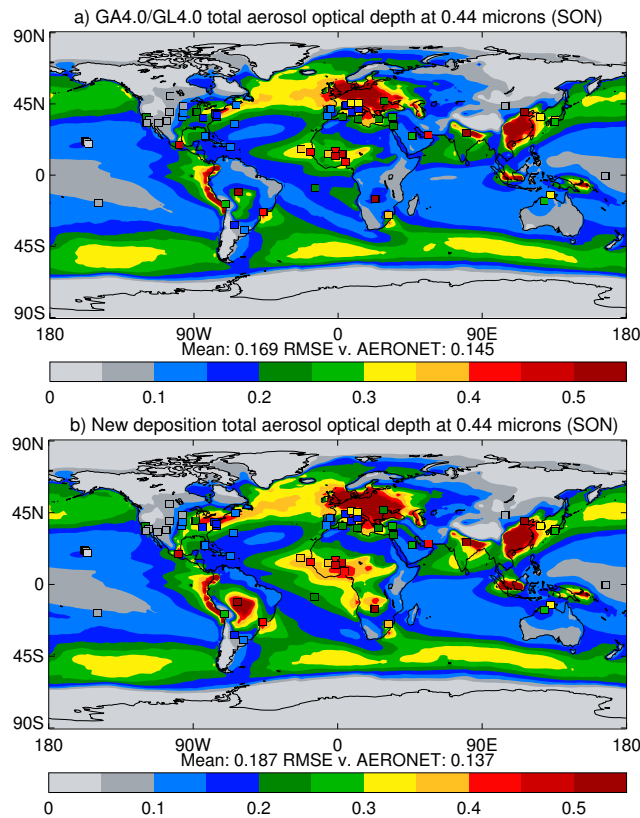 a) GA4.0/GL4.0 total aerosol optical depth at 0.44 microns (SON)
90N
45N
0
45S
90S
180 90W 0 90E 180
Mean: 0.169 RMSE v. AERONET: 0.145
0 0.1 0.2 0.3 0.4 0.5
b) New deposition total aerosol optical depth at 0.44 microns (SON)
90N
45N
0
45S
90S
180 90W 0 90E 180
Mean: 0.187 RMSE v. AERONET: 0.137
0 0.1 0.2 0.3 0.4 0.5